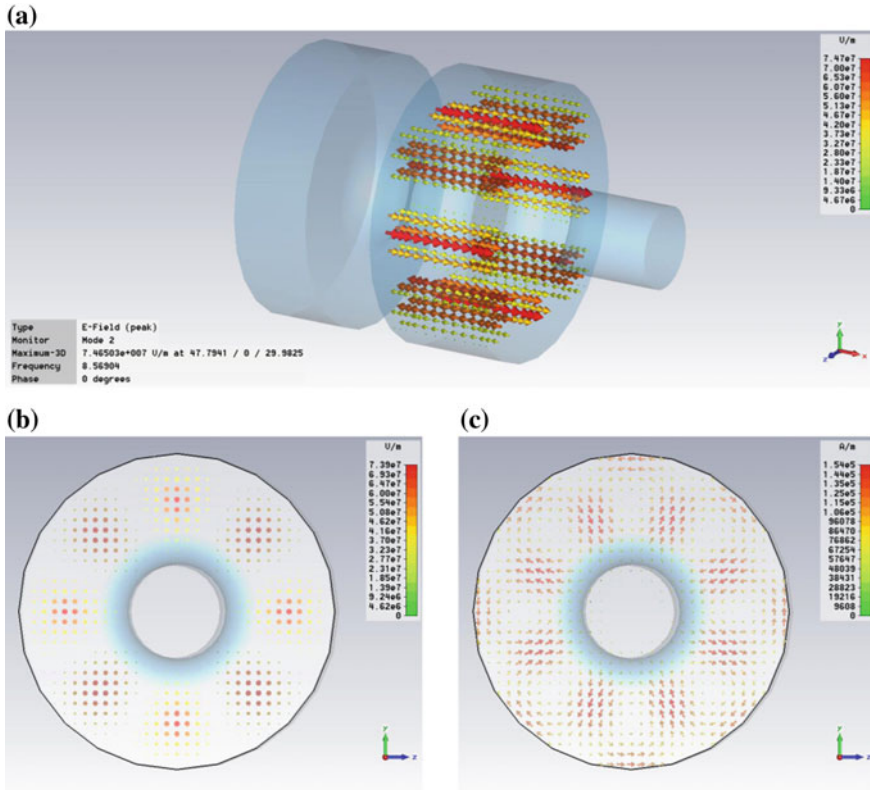 (a)
V/m
7.47e7
7.00e7
6.53e7
6.07e7
5.60e7
5.13e7
4.67e7
4.20e7
3.73e7
3.27e7
2.80e7
2.33e7
1.87e7
1.40e7
9.33e6
4.67e6
0
Type E-Field (peak)
Monitor Mode 2
Maximum-3D 7.46503e+007 V/m at 47.7941 / 0 / 29.9825
Frequency 8.56904
Phase 0 degrees
y
z
x
(b)
V/m
7.39e7
6.93e7
6.47e7
6.00e7
5.54e7
5.08e7
4.62e7
4.16e7
3.70e7
3.23e7
2.77e7
2.31e7
1.85e7
1.39e7
9.24e6
4.62e6
0
y
z
(c)
A/m
1.54e5
1.44e5
1.35e5
1.25e5
1.15e5
1.06e5
96078
86470
76862
67254
57647
48039
38431
28823
19216
9608
0
y
z